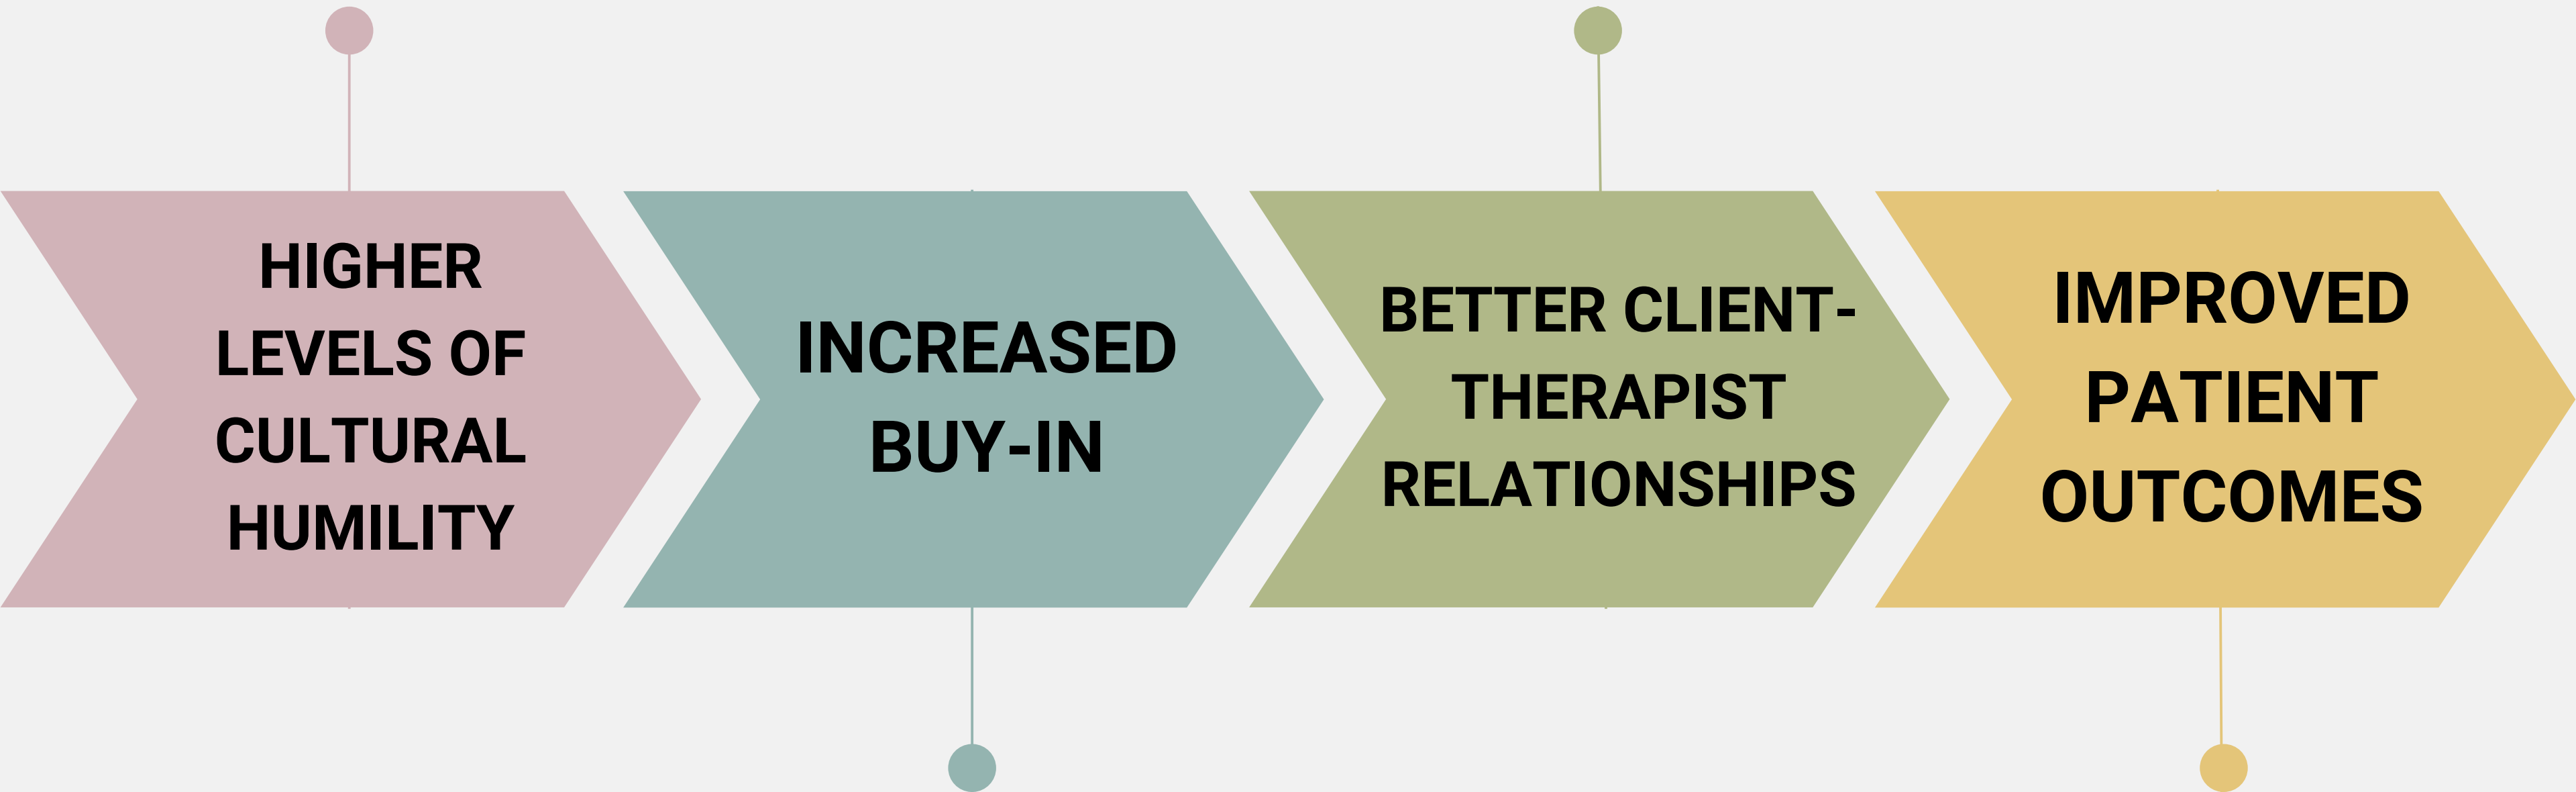 HIGHER
LEVELS OF
CULTURAL
HUMILITY
INCREASED
BUY-IN
BETTER CLIENT-
THERAPIST
RELATIONSHIPS
IMPROVED
PATIENT
OUTCOMES